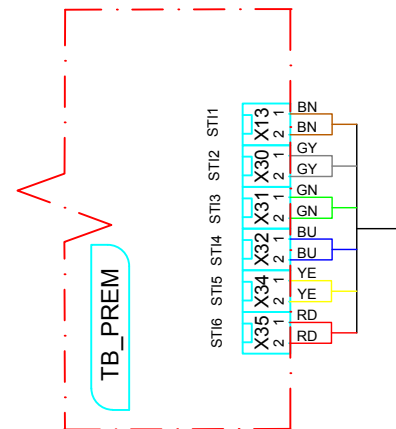 STI1 X13 1 BN
2 BN
STI2 X30 1 GY
2 GY
STI3 X31 1 GN
2 GN
STI4 X32 1 BU
2 BU
STI5 X34 1 YE
2 YE
STI6 X35 1 RD
2 RD
TB_PREM